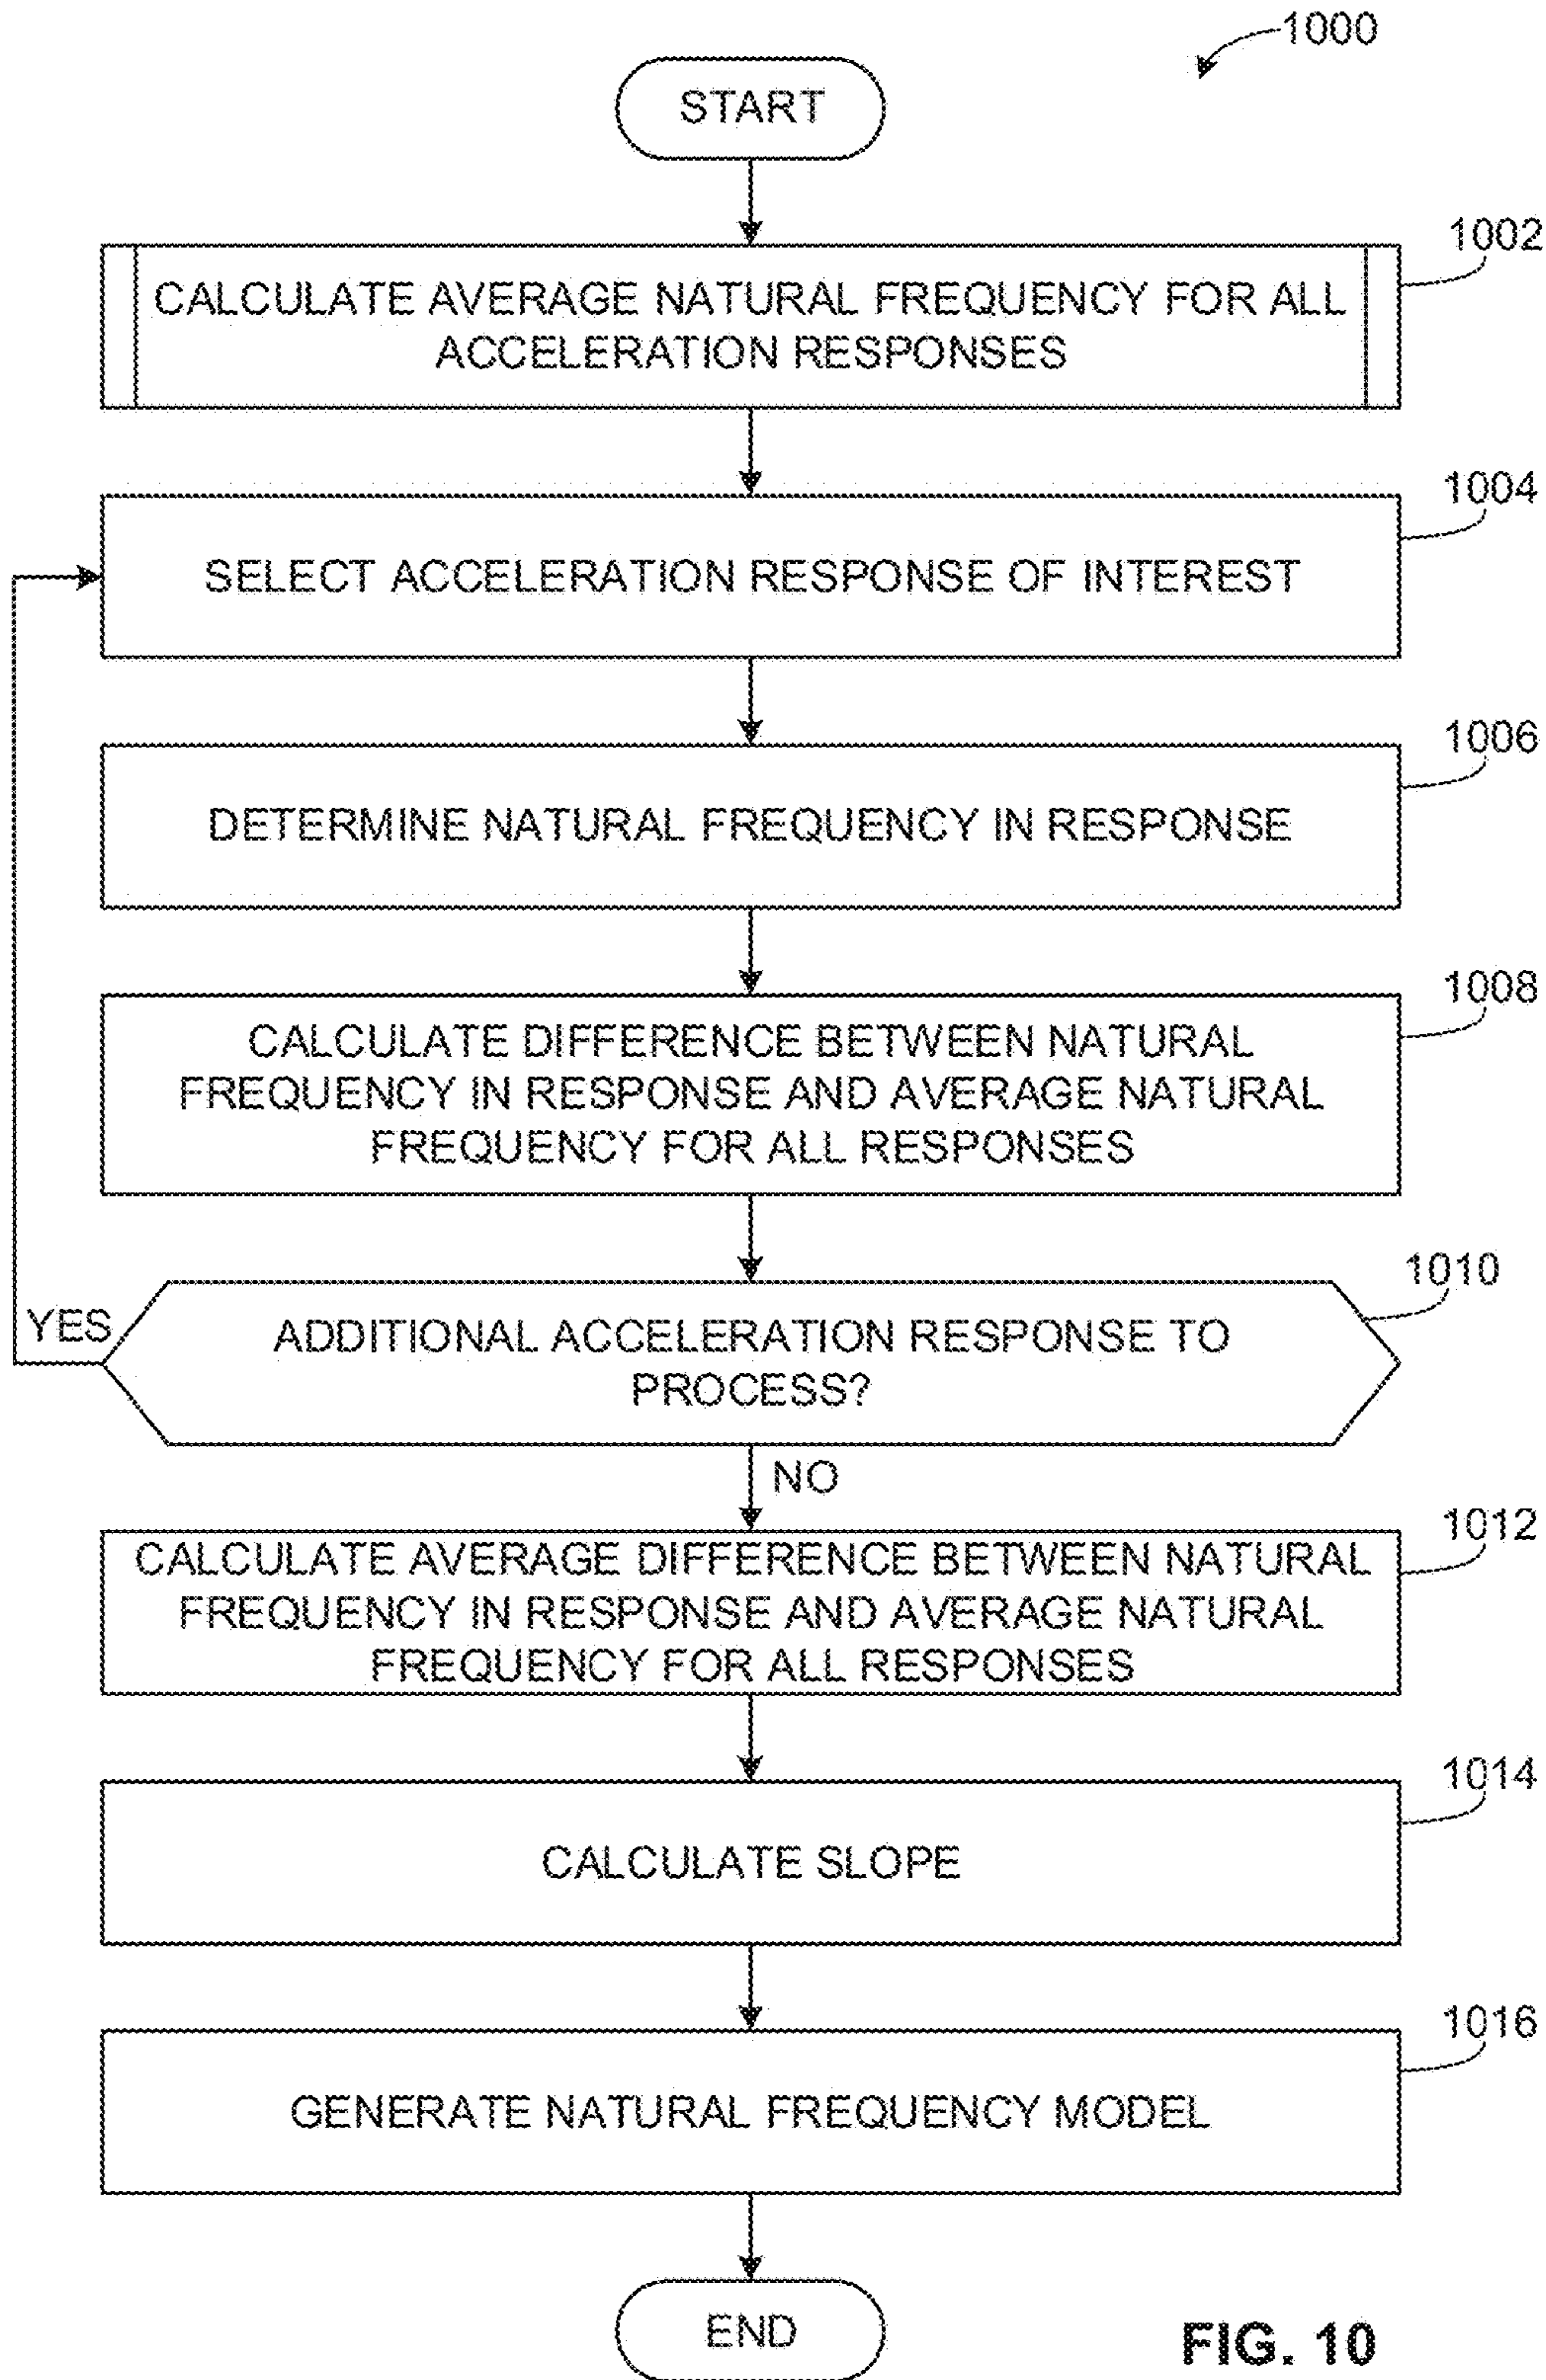 1000
START
1002
CALCULATE AVERAGE NATURAL FREQUENCY FOR ALL
ACCELERATION RESPONSES
1004
SELECT ACCELERATION RESPONSE OF INTEREST
1006
DETERMINE NATURAL FREQUENCY IN RESPONSE
1008
CALCULATE DIFFERENCE BETWEEN NATURAL
FREQUENCY IN RESPONSE AND AVERAGE NATURAL
FREQUENCY FOR ALL RESPONSES
1010
YES
ADDITIONAL ACCELERATION RESPONSE TO
PROCESS?
NO
1012
CALCULATE AVERAGE DIFFERENCE BETWEEN NATURAL
FREQUENCY IN RESPONSE AND AVERAGE NATURAL
FREQUENCY FOR ALL RESPONSES
1014
CALCULATE SLOPE
1016
GENERATE NATURAL FREQUENCY MODEL
END
FIG. 10